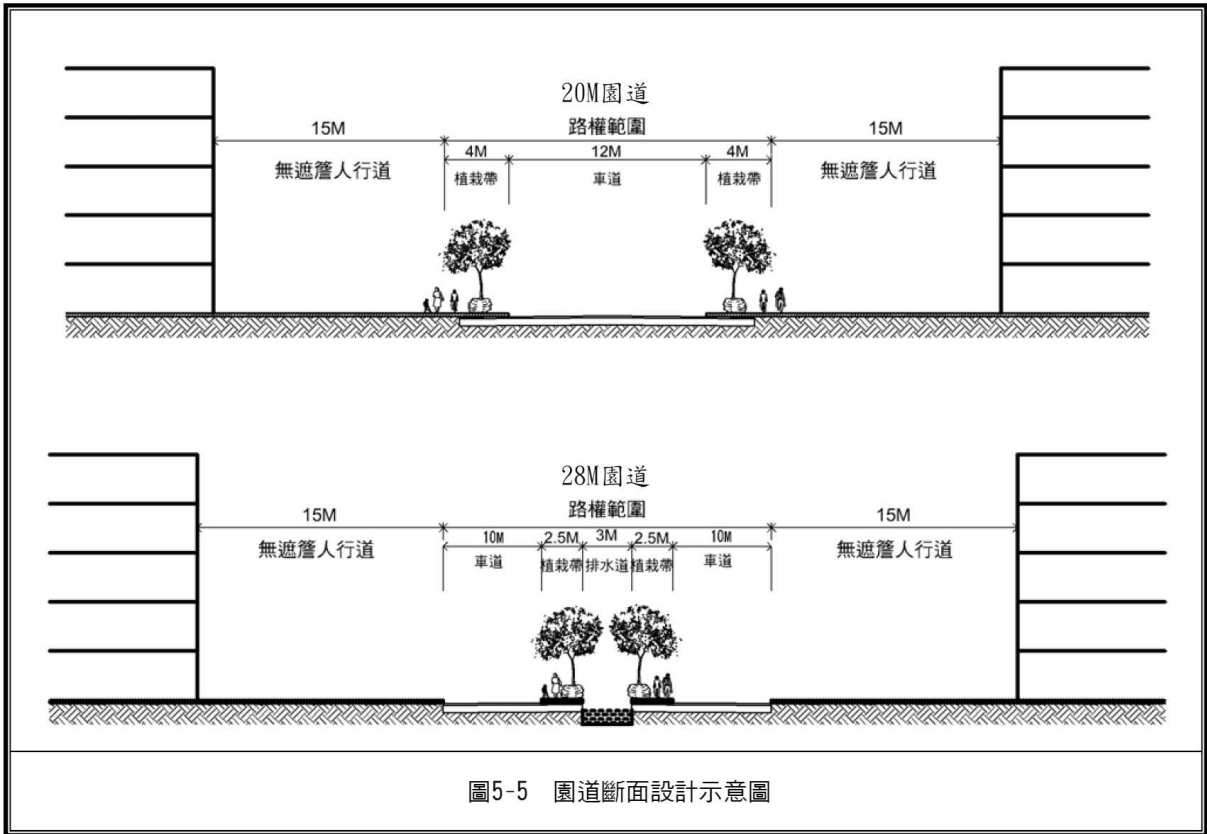 20M園道
路權範圍
15M
15M
4M
12M
4M
無遮簷人行道
植栽帶
車道
植栽帶
無遮簷人行道
28M園道
路權範圍
15M
15M
10M
2.5M
3M
2.5M
10M
無遮簷人行道
車道
植栽帶
排水道
植栽帶
車道
無遮簷人行道
圖5-5 園道斷面設計示意圖